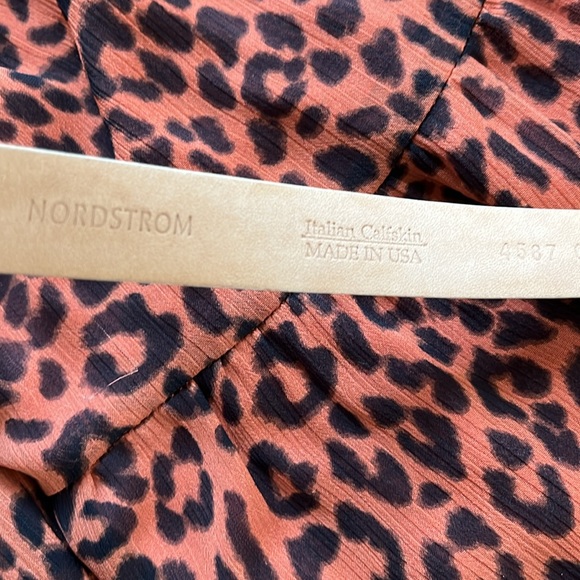 NORDSTROM
Italian Calfskin
MADE IN USA
4587